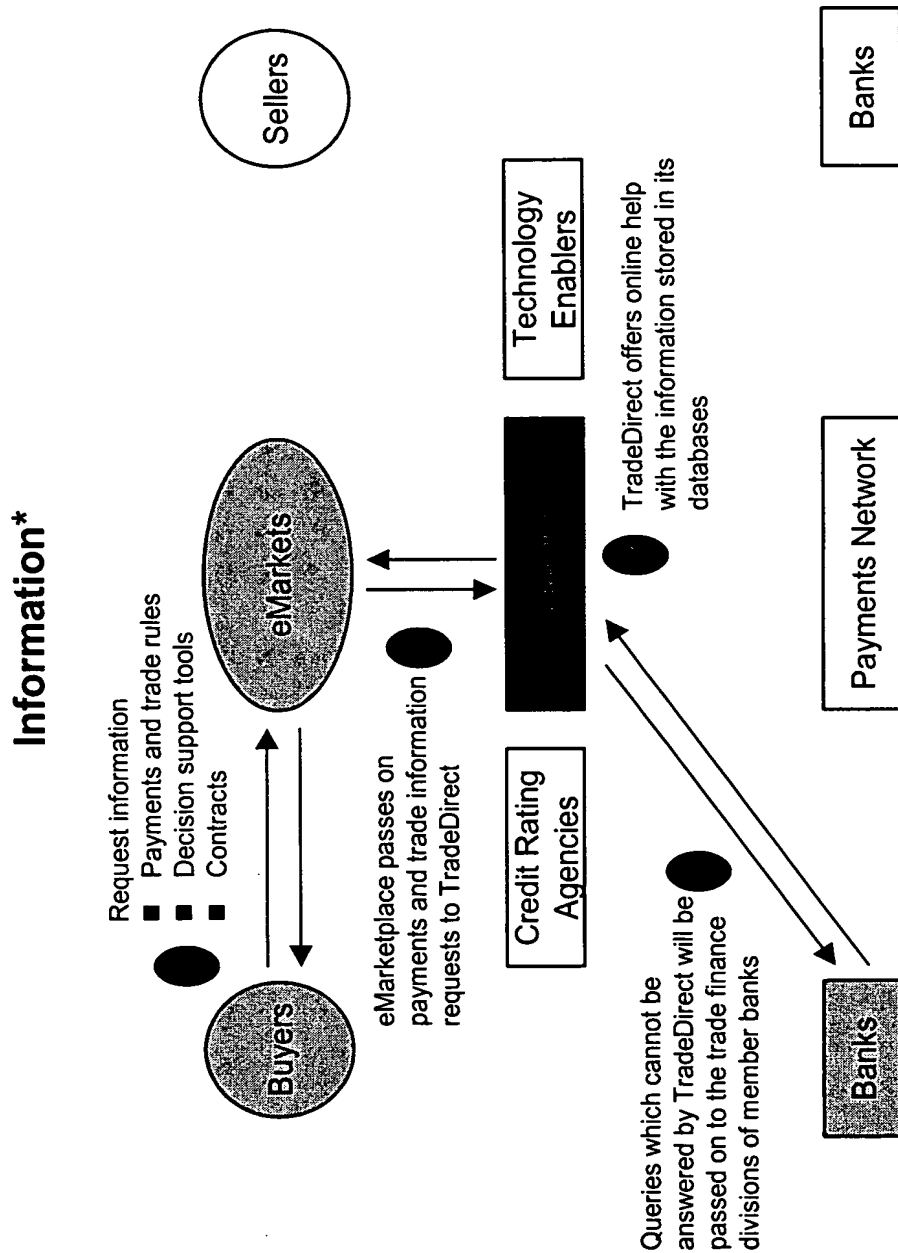 Information*
Request information
Payments and trade rules
Decision support tools
Contracts
Buyers
eMarkets
Sellers
eMarketplace passes on
payments and trade information
requests to TradeDirect
Credit Rating
Agencies
Technology
Enablers
TradeDirect offers online help
with the information stored in its
databases
Queries which cannot be
answered by TradeDirect will be
passed on to the trade finance
divisions of member banks
Banks
Payments Network
Banks